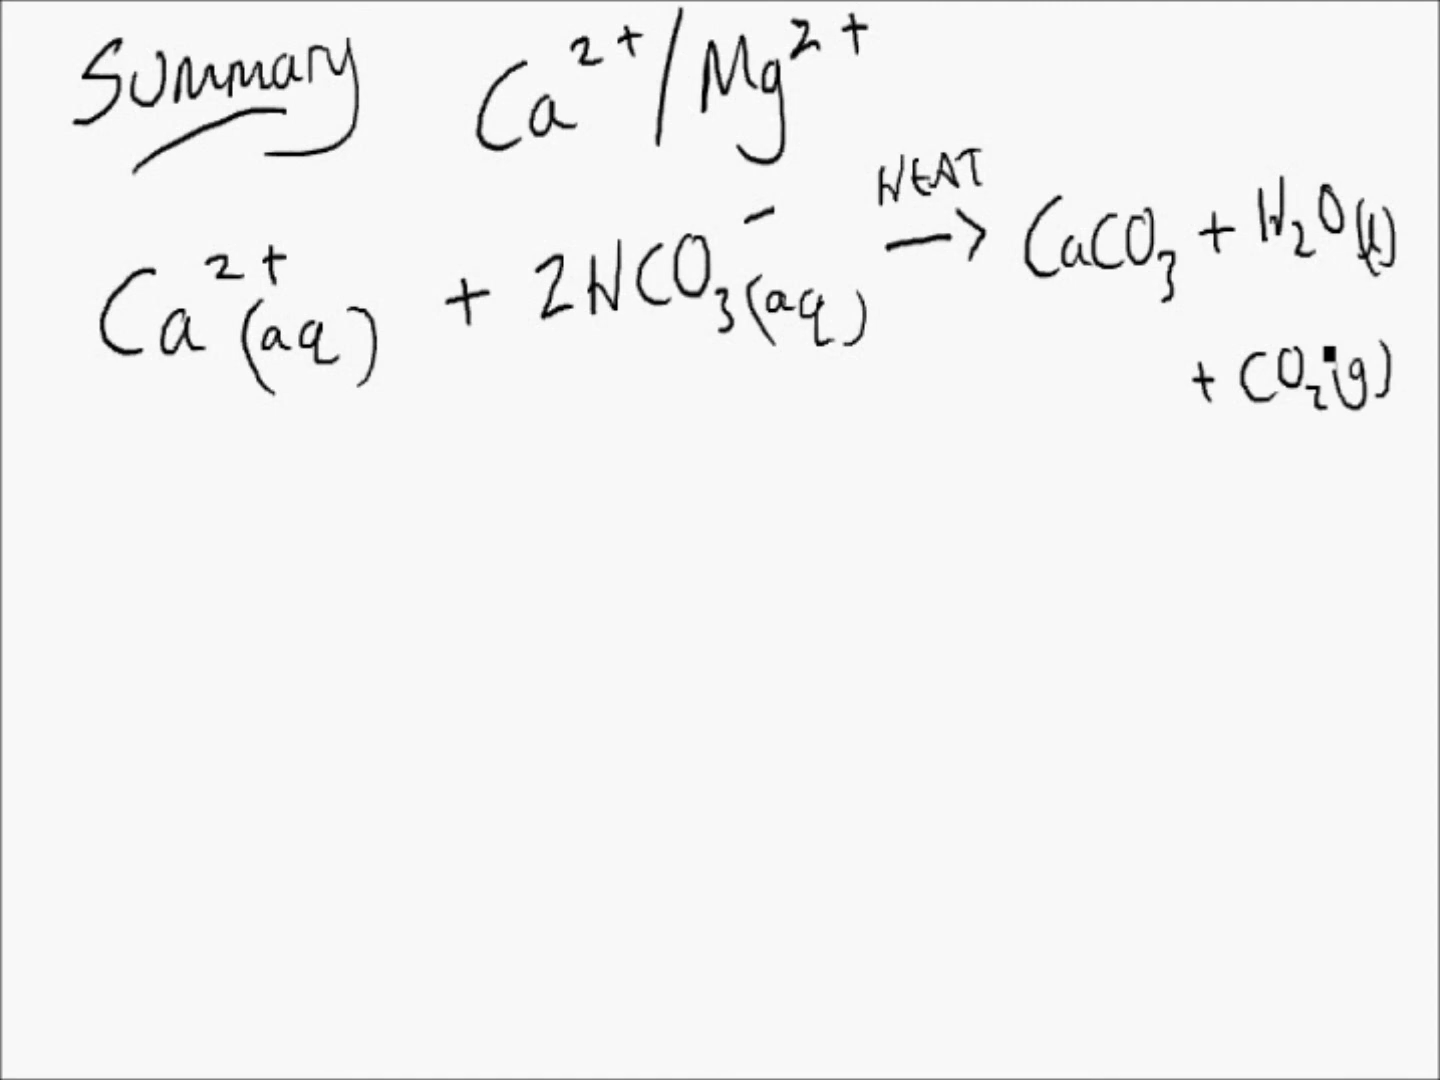 Summary Ca²⁺/Mg²⁺
HEAT
Ca²⁺(aq) + 2HCO₃⁻(aq) → CaCO₃ + H₂O(l)
+ CO₂(g)